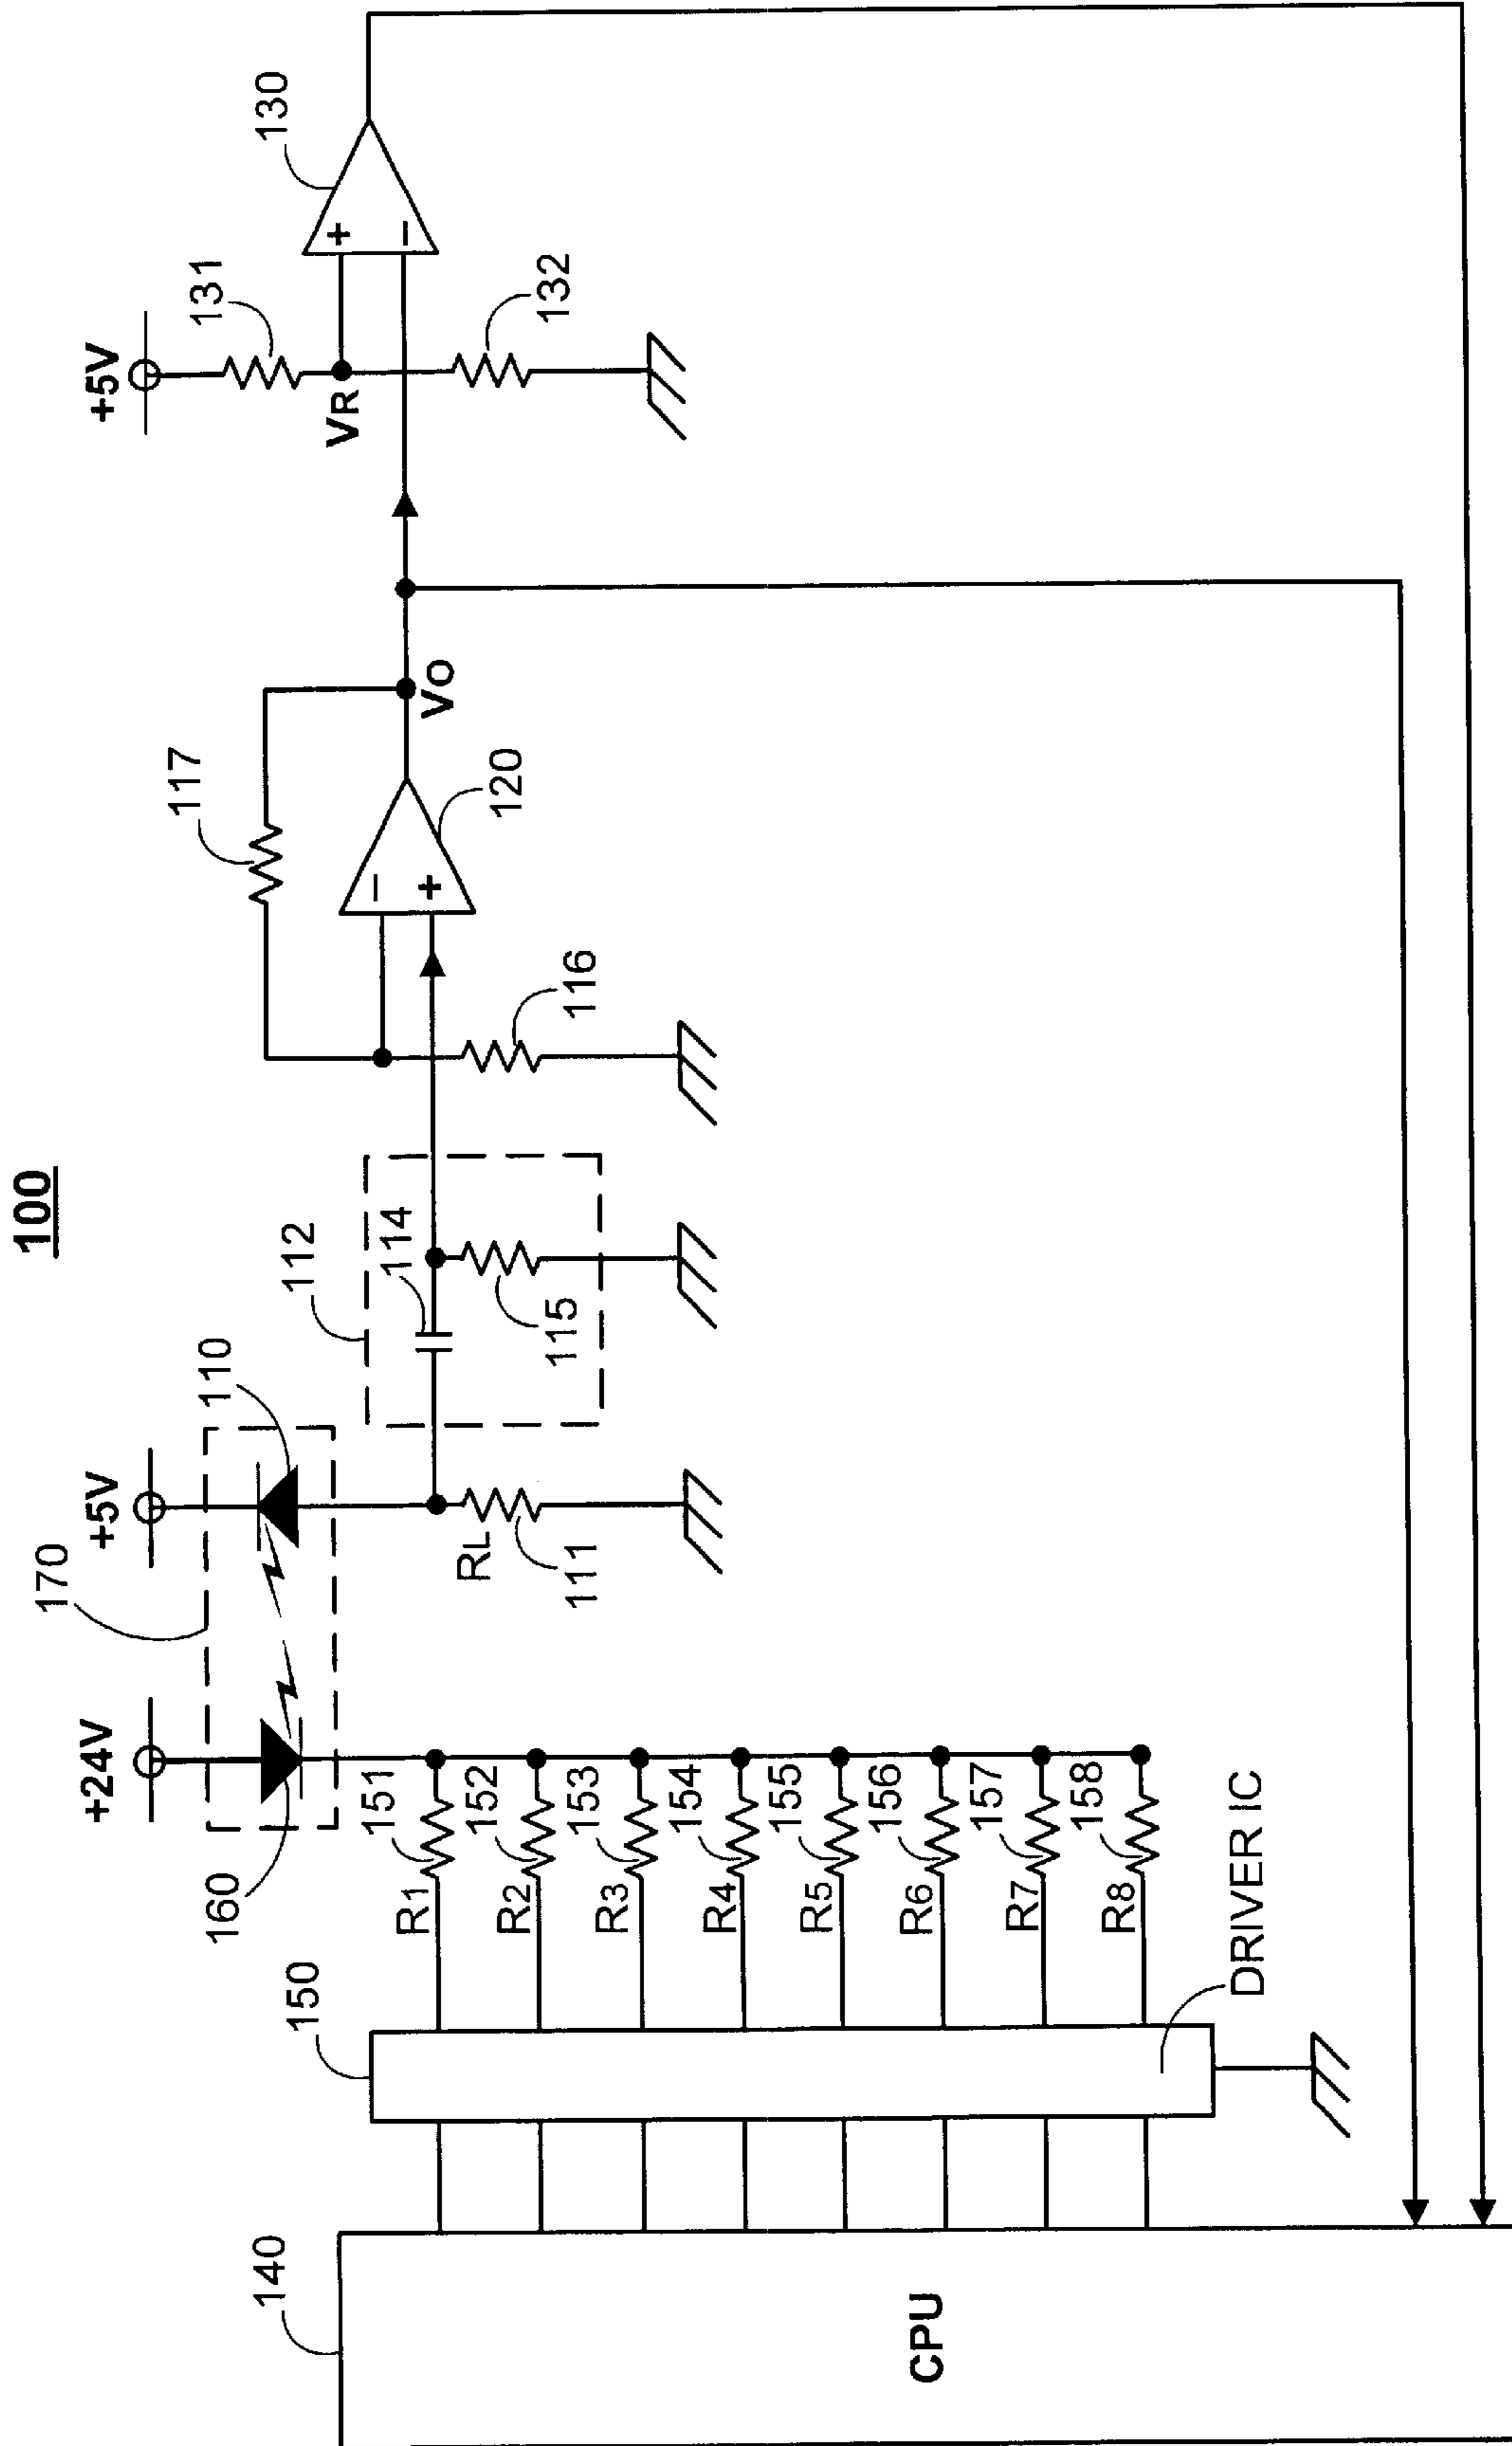 100
+24V
+5V
+5V
170
160
110
112
114
115
RL
111
116
117
120
VO
131
132
VR
130
+
−
−
+
140
CPU
150
DRIVER IC
R1 151
R2 152
R3 153
R4 154
R5 155
R6 156
R7 157
R8 158